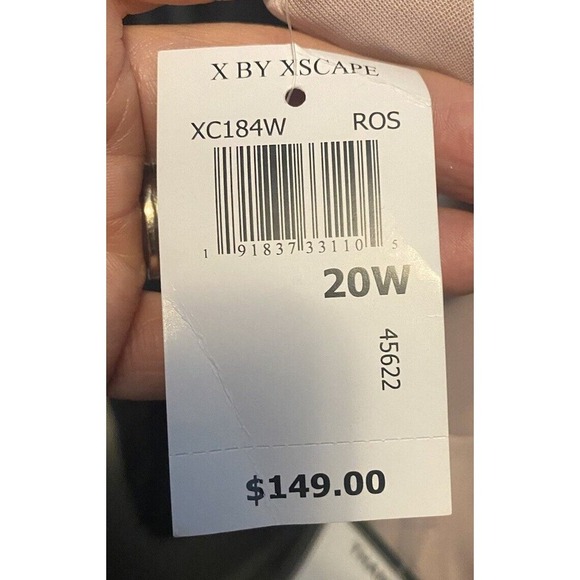 X BY XSCAPE
XC184W ROS
1 91837 33110 5
20W
45622
$149.00